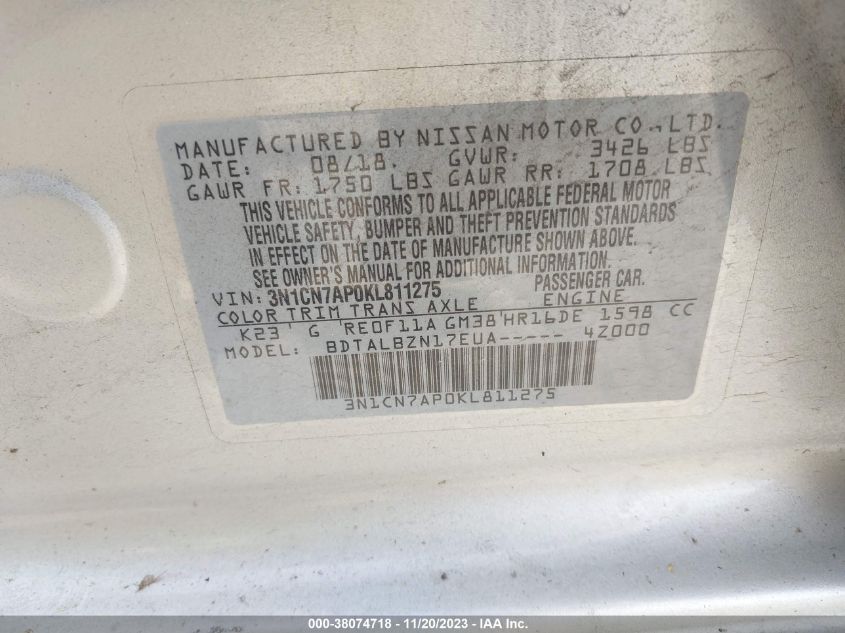 MANUFACTURED BY NISSAN MOTOR CO., LTD.
DATE: 08/18. GVWR: 3426 LBS
GAWR FR: 1750 LBS GAWR RR: 1708 LBS
THIS VEHICLE CONFORMS TO ALL APPLICABLE FEDERAL MOTOR
VEHICLE SAFETY, BUMPER AND THEFT PREVENTION STANDARDS
IN EFFECT ON THE DATE OF MANUFACTURE SHOWN ABOVE.
SEE OWNER'S MANUAL FOR ADDITIONAL INFORMATION
VIN: 3N1CN7AP0KL811275 PASSENGER CAR.
COLOR TRIM TRANS AXLE ENGINE
K23 G RE0F11A GM38 HR16DE 1598 CC
MODEL: BDTALBZN17EUA----- 4Z000
3N1CN7AP0KL811275
000-38074718 - 11/20/2023 - IAA Inc.